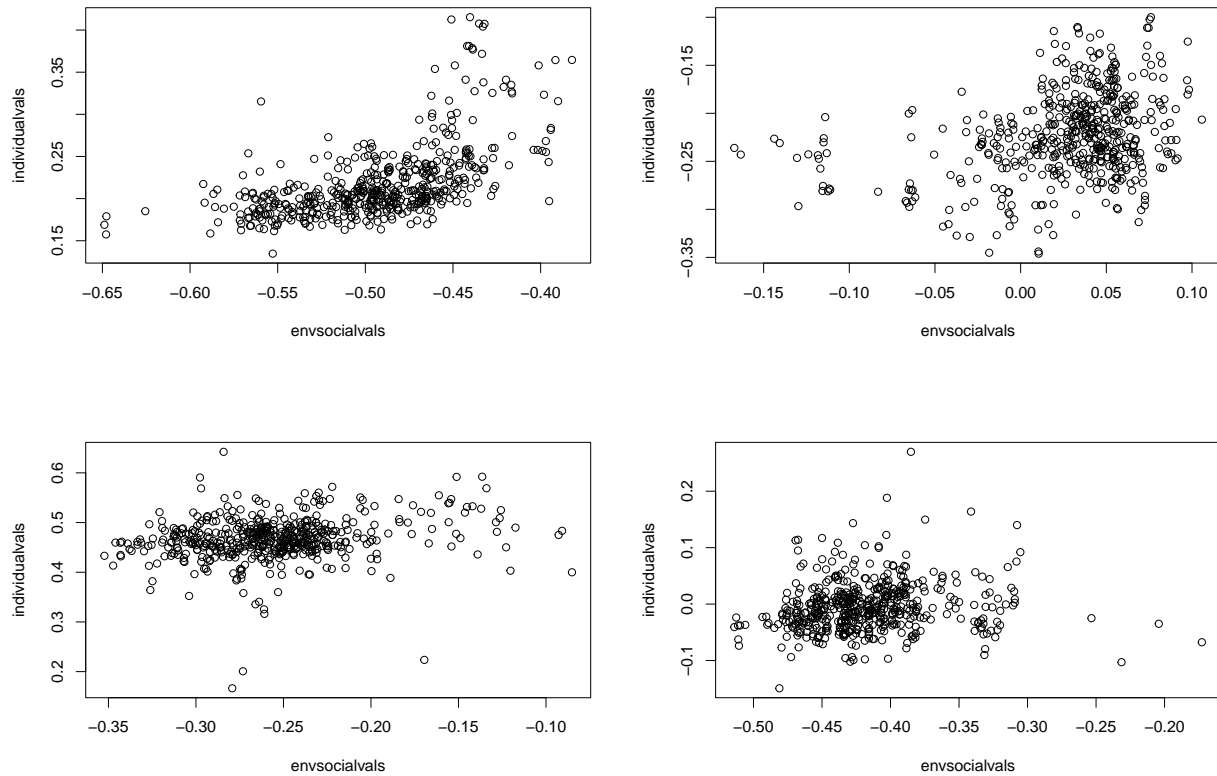 individualvals
0.15 0.25 0.35
−0.65 −0.60 −0.55 −0.50 −0.45 −0.40
envsocialvals
individualvals
−0.35 −0.25 −0.15
−0.15 −0.10 −0.05 0.00 0.05 0.10
envsocialvals
individualvals
0.2 0.3 0.4 0.5 0.6
−0.35 −0.30 −0.25 −0.20 −0.15 −0.10
envsocialvals
individualvals
−0.1 0.0 0.1 0.2
−0.50 −0.45 −0.40 −0.35 −0.30 −0.25 −0.20
envsocialvals